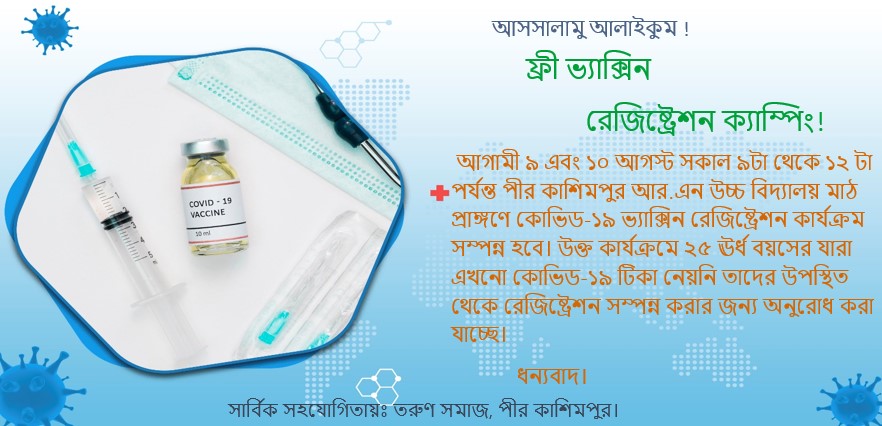 আসসালামু আলাইকুম !
ফ্রী ভ্যাক্সিন
রেজিষ্ট্রেশন ক্যাম্পিং!
আগামী ৯ এবং ১০ আগস্ট সকাল ৯টা থেকে ১২ টা
পর্যন্ত পীর কাশিমপুর আর.এন উচ্চ বিদ্যালয় মাঠ
প্রাঙ্গণে কোভিড-১৯ ভ্যাক্সিন রেজিষ্ট্রেশন কার্যক্রম
সম্পন্ন হবে। উক্ত কার্যক্রমে ২৫ ঊর্ধ বয়সের যারা
এখনো কোভিড-১৯ টিকা নেয়নি তাদের উপস্থিত
থেকে রেজিষ্ট্রেশন সম্পন্ন করার জন্য অনুরোধ করা
যাচ্ছে।
ধন্যবাদ।
সার্বিক সহযোগিতায়ঃ তরুণ সমাজ, পীর কাশিমপুর।
COVID - 19
VACCINE
10 ml